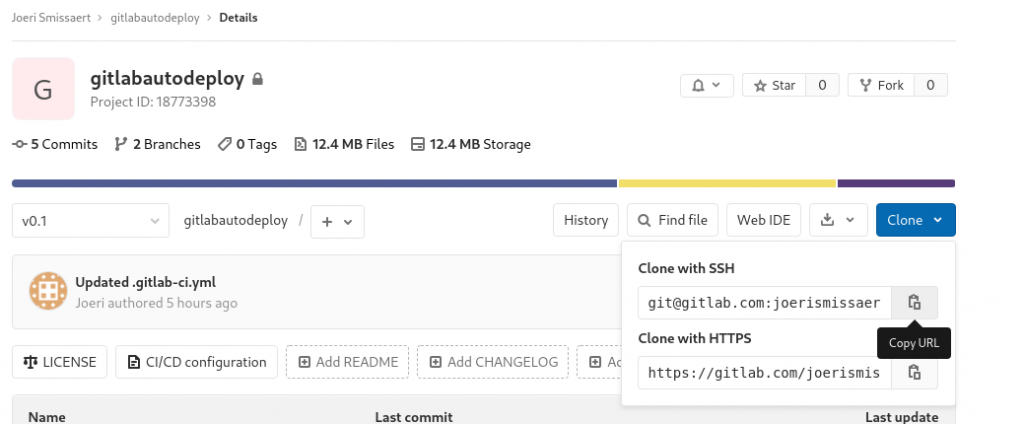 Joeri Smissaert > gitlabautodeploy > Details
G
gitlabautodeploy
Project ID: 18773398
Star 0
Fork 0
5 Commits 2 Branches 0 Tags 12.4 MB Files 12.4 MB Storage
v0.1
gitlabautodeploy / +
History
Find file
Web IDE
Clone
Updated .gitlab-ci.yml
Joeri authored 5 hours ago
Clone with SSH
git@gitlab.com:joerismissaer
Copy URL
Clone with HTTPS
https://gitlab.com/joerismis
LICENSE
CI/CD configuration
Add README
Add CHANGELOG
Name Last commit Last update